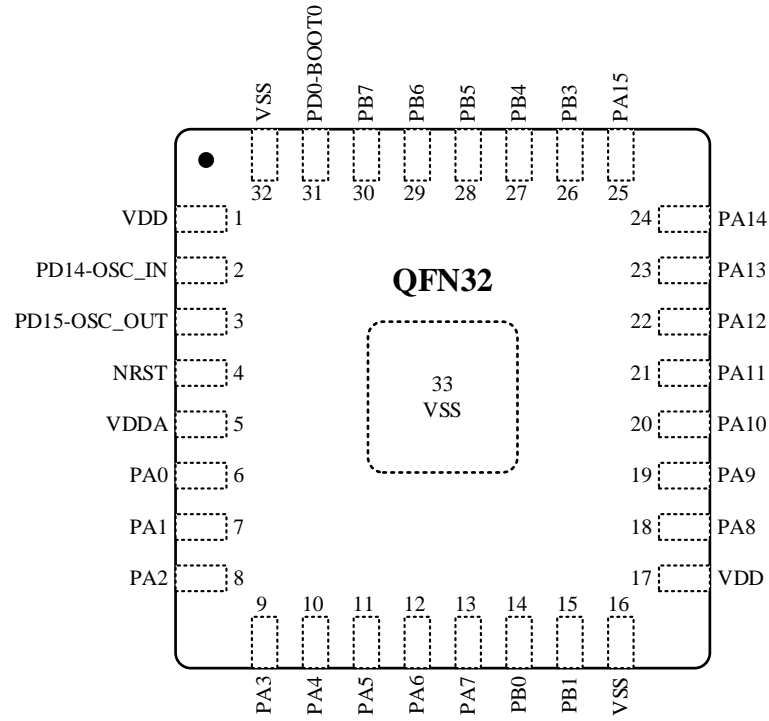 VSS
PD0-BOOT0
PB7
PB6
PB5
PB4
PB3
PA15
32 31 30 29 28 27 26 25
VDD 1 24 PA14
PD14-OSC_IN 2 23 PA13
QFN32
PD15-OSC_OUT 3 22 PA12
NRST 4 21 PA11
33
VSS
VDDA 5 20 PA10
PA0 6 19 PA9
PA1 7 18 PA8
PA2 8 17 VDD
9 10 11 12 13 14 15 16
PA3
PA4
PA5
PA6
PA7
PB0
PB1
VSS